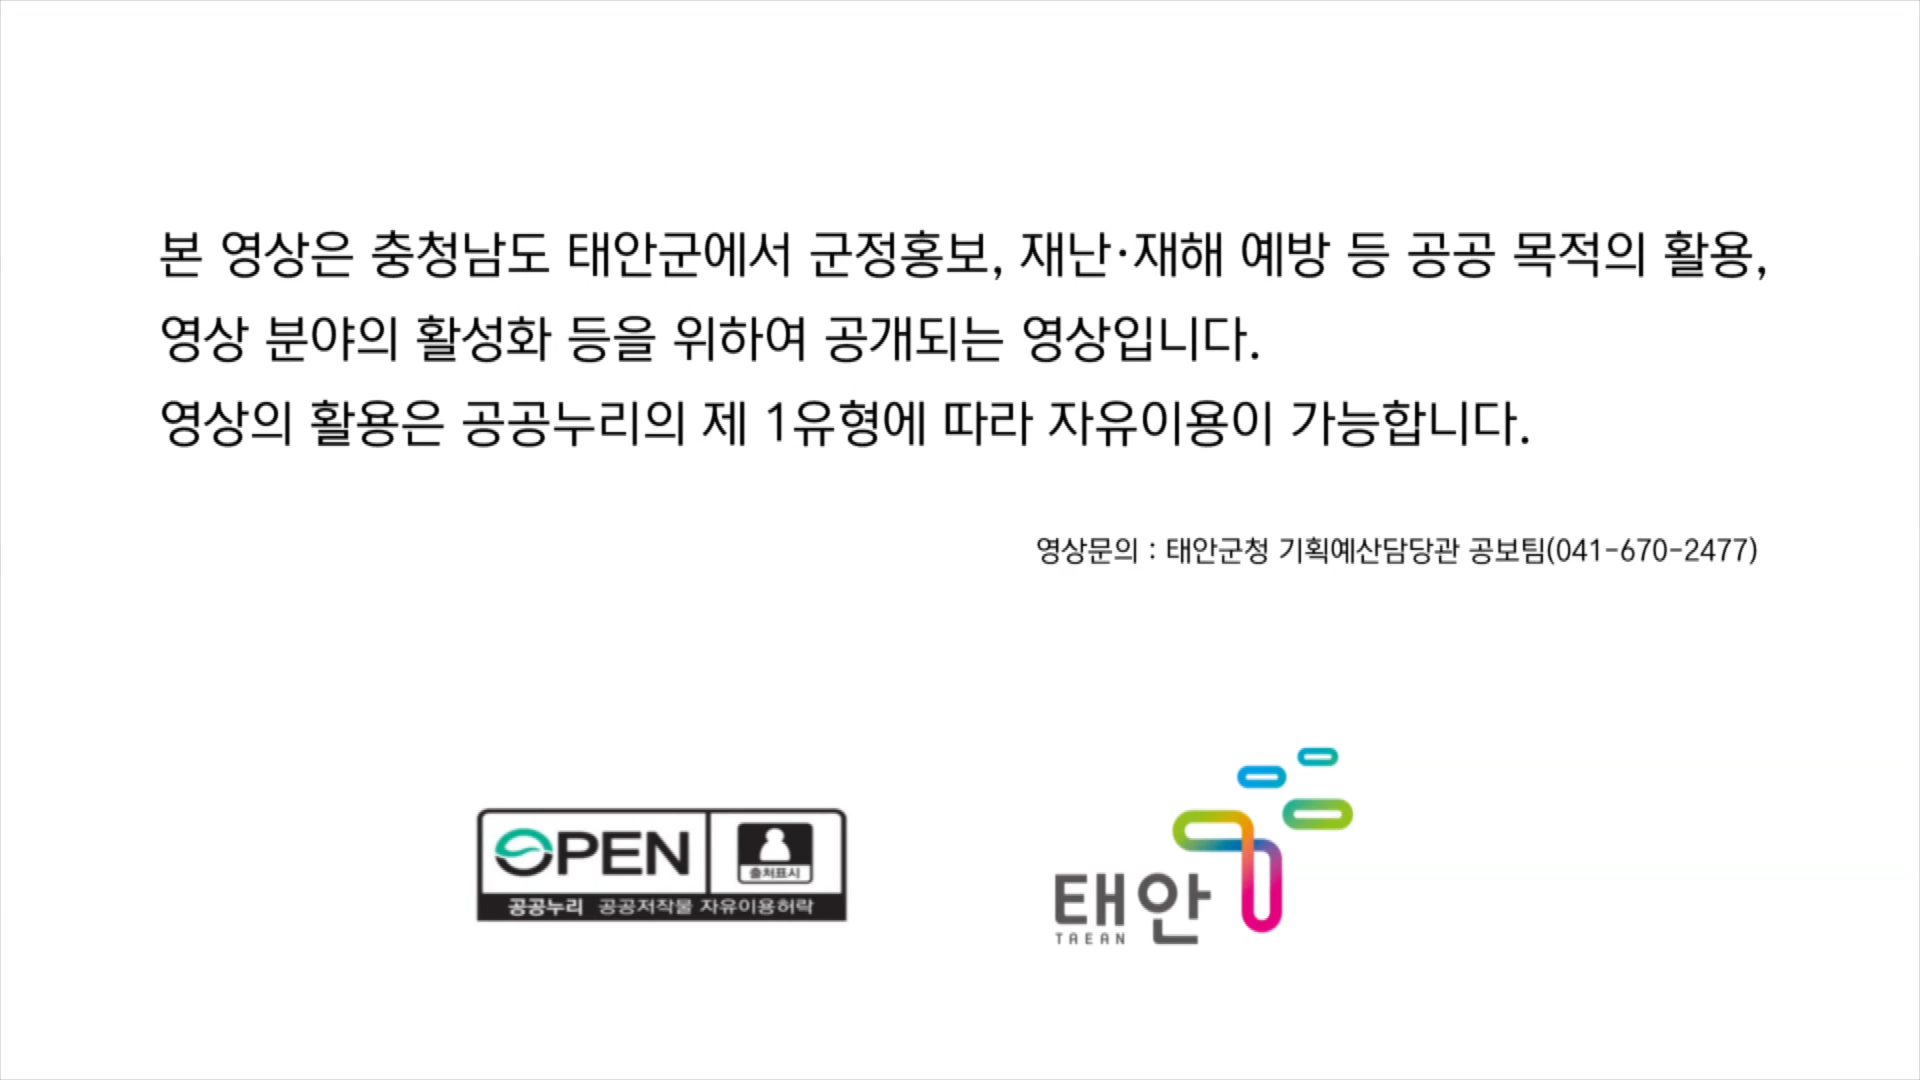 본 영상은 충청남도 태안군에서 군정홍보, 재난·재해 예방 등 공공 목적의 활용,
영상 분야의 활성화 등을 위하여 공개되는 영상입니다.
영상의 활용은 공공누리의 제 1유형에 따라 자유이용이 가능합니다.
영상문의 : 태안군청 기획예산담당관 공보팀(041-670-2477)
OPEN
출처표시
공공누리 공공저작물 자유이용허락
태안
TAEAN